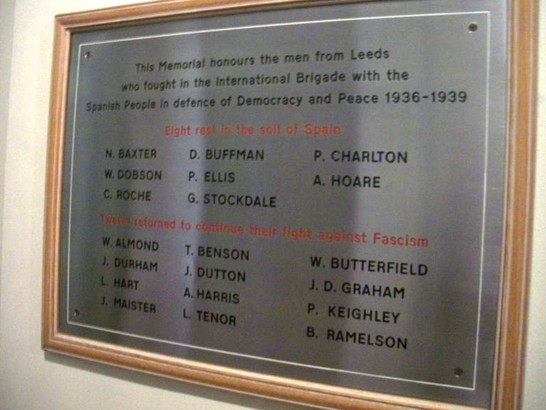 This Memorial honours the men from Leeds
who fought in the International Brigade with the
Spanish People in defence of Democracy and Peace 1936-1939
Eight rest in the soil of Spain
N. BAXTER D. BUFFMAN P. CHARLTON
W. DOBSON P. ELLIS A. HOARE
C. ROCHE G. STOCKDALE
Twelve returned to continue their fight against Fascism
W. ALMOND T. BENSON W. BUTTERFIELD
J. DURHAM J. DUTTON J. D. GRAHAM
L. HART A. HARRIS P. KEIGHLEY
J. MAISTER L. TENOR B. RAMELSON